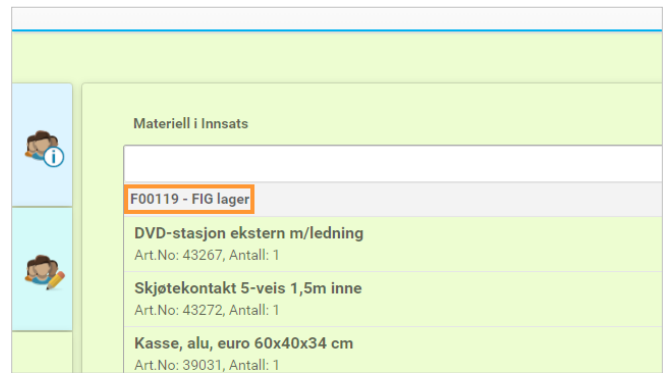 Materiell i Innsats
F00119 - FIG lager
DVD-stasjon ekstern m/ledning
Art.No: 43267, Antall: 1
Skjøtekontakt 5-veis 1,5m inne
Art.No: 43272, Antall: 1
Kasse, alu, euro 60x40x34 cm
Art.No: 39031, Antall: 1